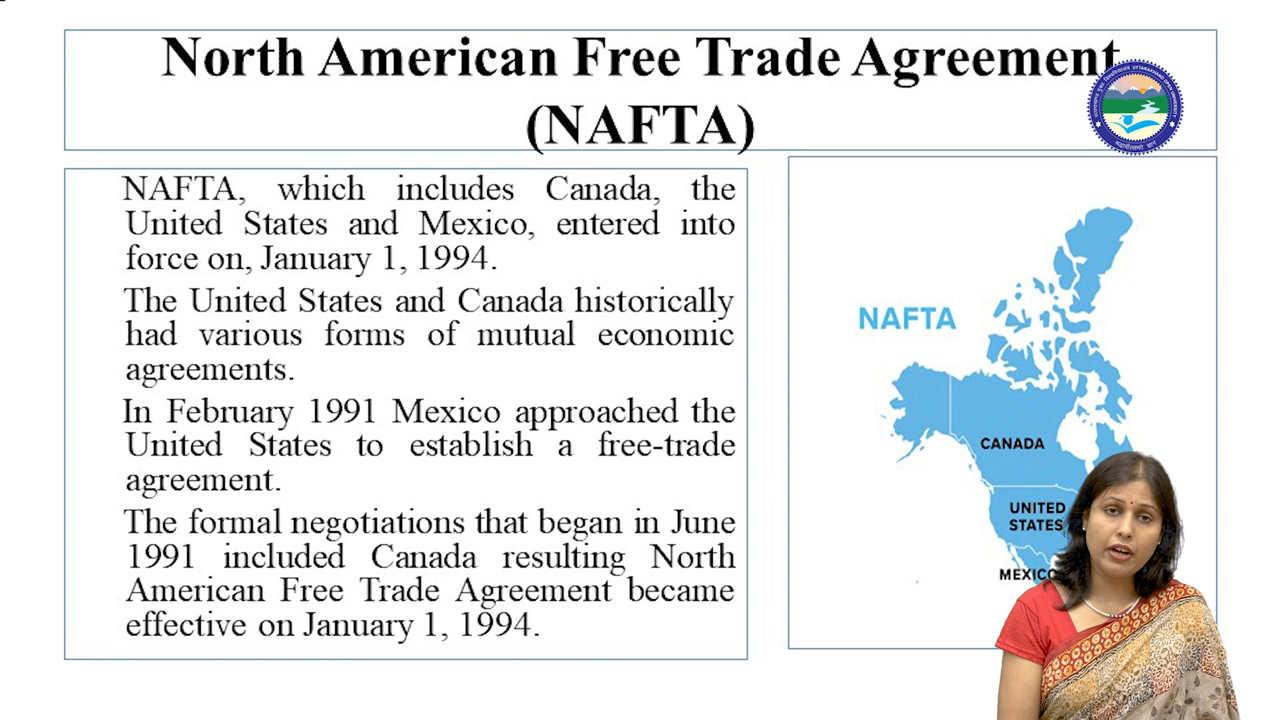 North American Free Trade Agreement
(NAFTA)
NAFTA, which includes Canada, the
United States and Mexico, entered into
force on, January 1, 1994.
The United States and Canada historically
had various forms of mutual economic
agreements.
In February 1991 Mexico approached the
United States to establish a free-trade
agreement.
The formal negotiations that began in June
1991 included Canada resulting North
American Free Trade Agreement became
effective on January 1, 1994.
NAFTA
CANADA
UNITED
STATES
MEXICO